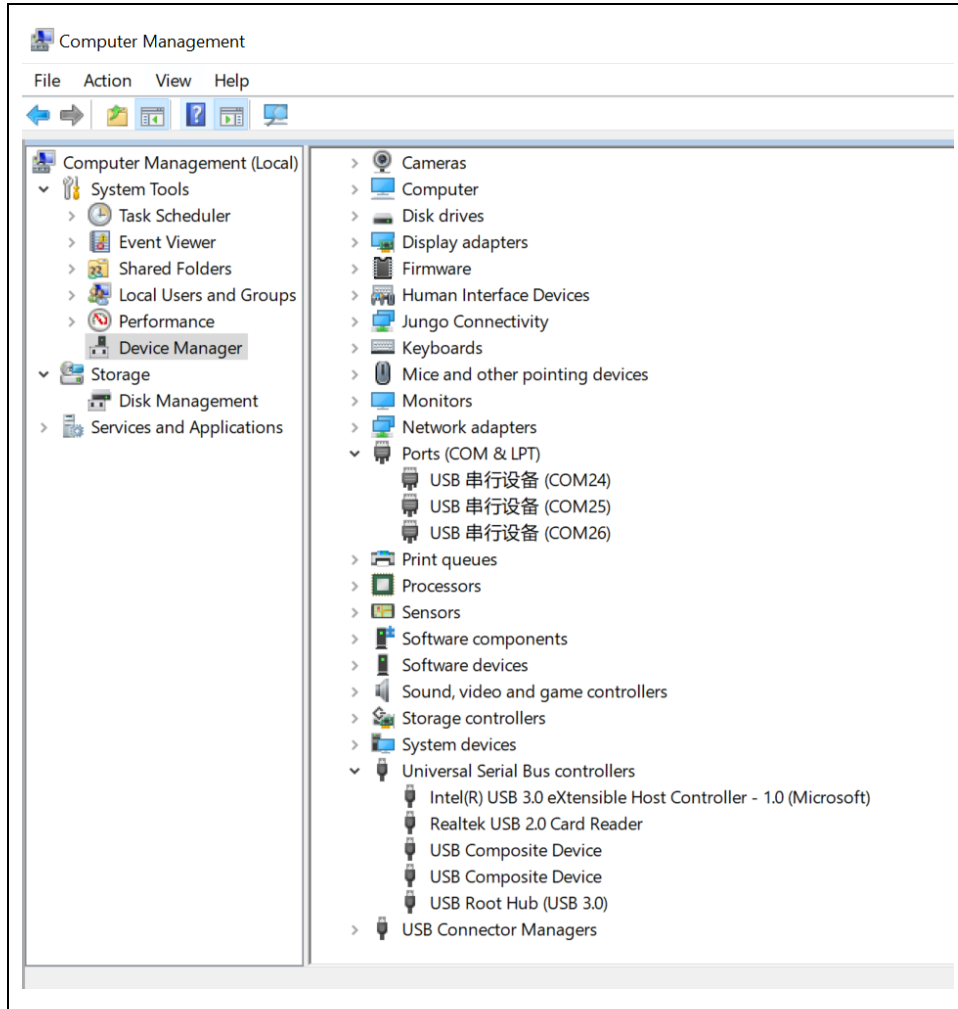 Computer Management
File Action View Help
Computer Management (Local)
System Tools
Task Scheduler
Event Viewer
Shared Folders
Local Users and Groups
Performance
Device Manager
Storage
Disk Management
Services and Applications
Cameras
Computer
Disk drives
Display adapters
Firmware
Human Interface Devices
Jungo Connectivity
Keyboards
Mice and other pointing devices
Monitors
Network adapters
Ports (COM & LPT)
USB 串行设备 (COM24)
USB 串行设备 (COM25)
USB 串行设备 (COM26)
Print queues
Processors
Sensors
Software components
Software devices
Sound, video and game controllers
Storage controllers
System devices
Universal Serial Bus controllers
Intel(R) USB 3.0 eXtensible Host Controller - 1.0 (Microsoft)
Realtek USB 2.0 Card Reader
USB Composite Device
USB Composite Device
USB Root Hub (USB 3.0)
USB Connector Managers